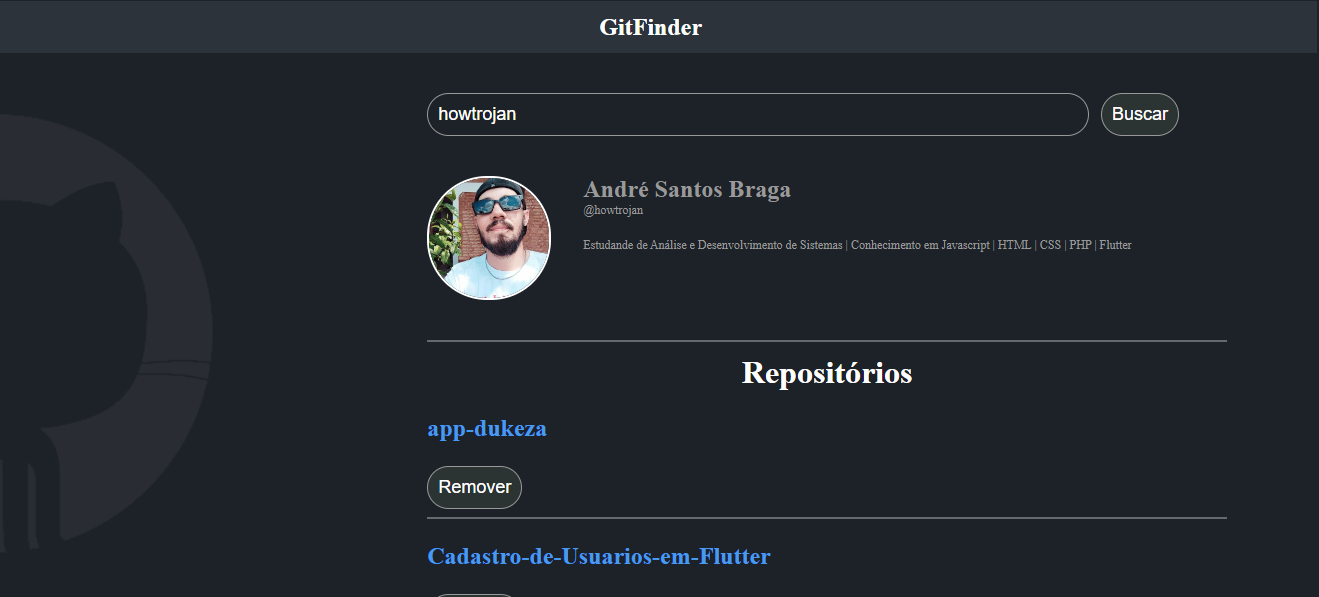 GitFinder
howtrojan
Buscar
André Santos Braga
@howtrojan
Estudande de Análise e Desenvolvimento de Sistemas | Conhecimento em Javascript | HTML | CSS | PHP | Flutter
Repositórios
app-dukeza
Remover
Cadastro-de-Usuarios-em-Flutter